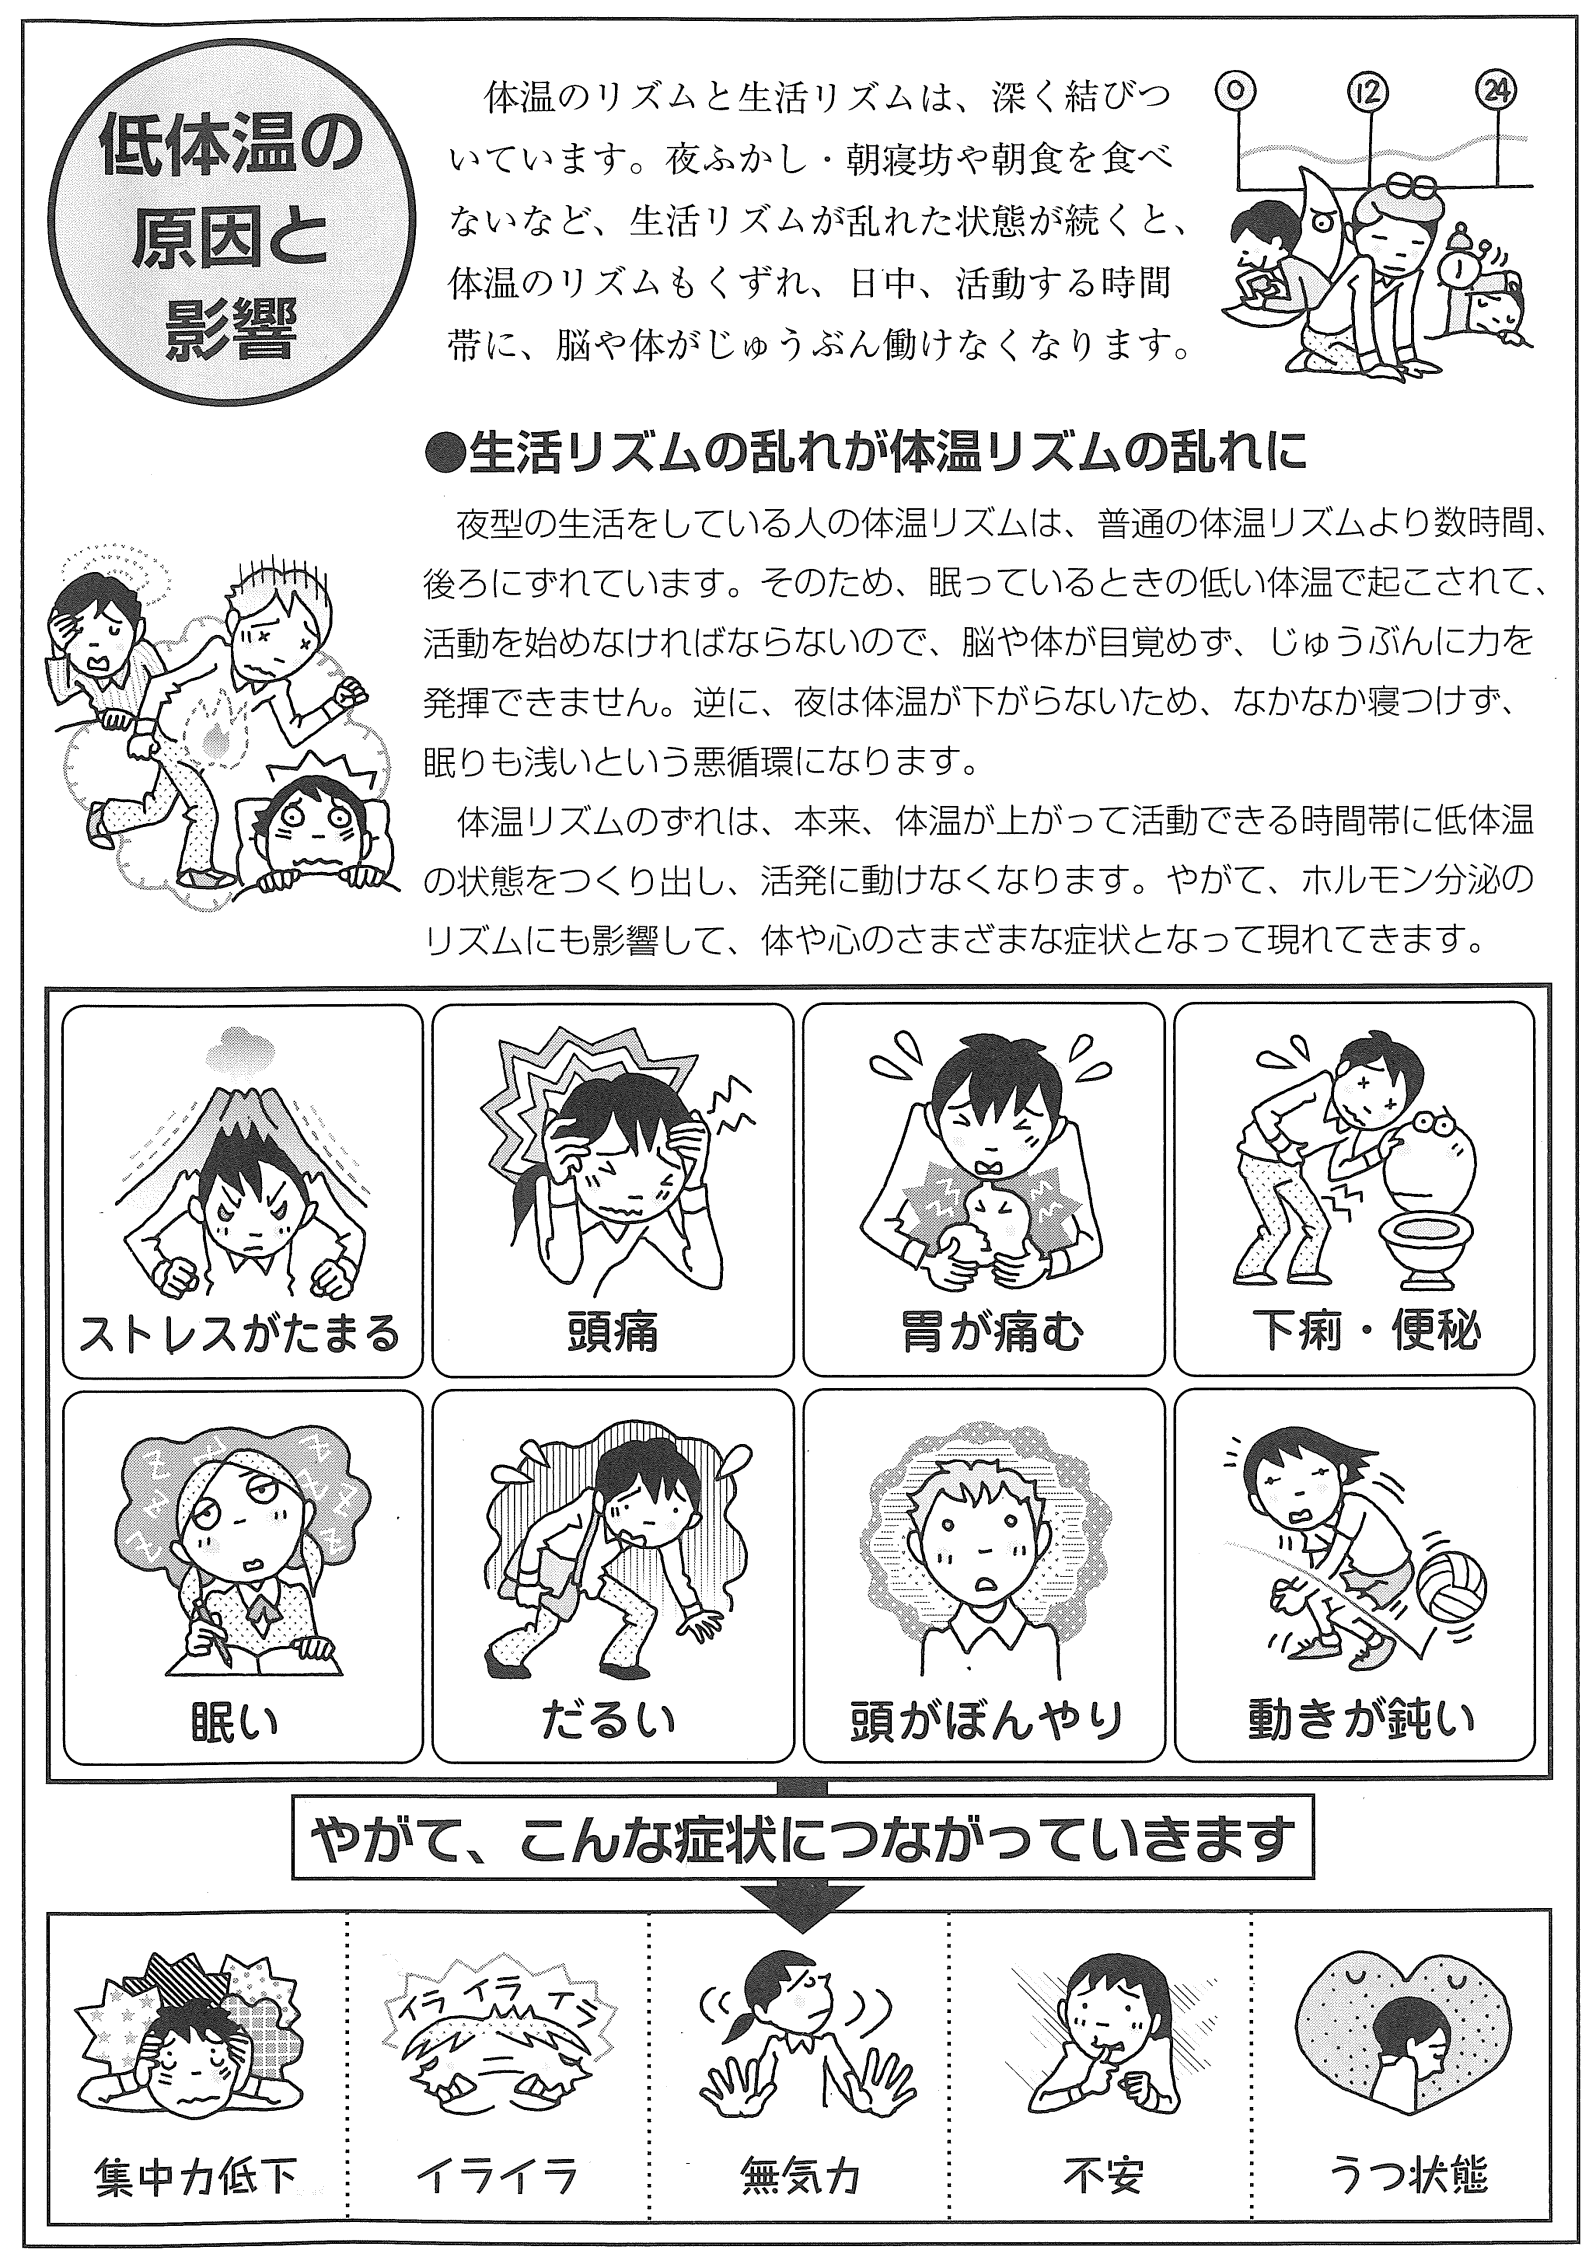 低体温の
原因と
影響
体温のリズムと生活リズムは、深く結びつ
いています。夜ふかし・朝寝坊や朝食を食べ
ないなど、生活リズムが乱れた状態が続くと、
体温のリズムもくずれ、日中、活動する時間
帯に、脳や体がじゅうぶん働けなくなります。
0 12 24
●生活リズムの乱れが体温リズムの乱れに
夜型の生活をしている人の体温リズムは、普通の体温リズムより数時間、
後ろにずれています。そのため、眠っているときの低い体温で起こされて、
活動を始めなければならないので、脳や体が目覚めず、じゅうぶんに力を
発揮できません。逆に、夜は体温が下がらないため、なかなか寝つけず、
眠りも浅いという悪循環になります。
体温リズムのずれは、本来、体温が上がって活動できる時間帯に低体温
の状態をつくり出し、活発に動けなくなります。やがて、ホルモン分泌の
リズムにも影響して、体や心のさまざまな症状となって現れてきます。
ストレスがたまる
頭痛
胃が痛む
下痢・便秘
Z Z Z Z Z Z Z Z
眠い
だるい
頭がぼんやり
動きが鈍い
やがて、こんな症状につながっていきます
イライライラ
集中力低下
イライラ
無気力
不安
うつ状態